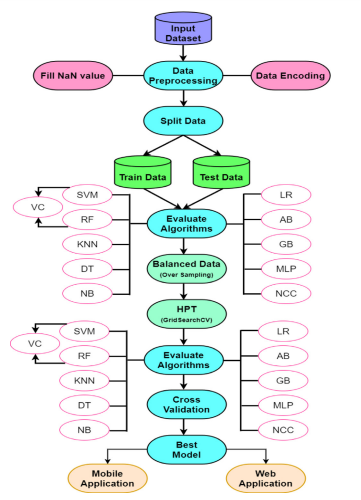 Input
Dataset
Fill NaN value
Data
Preprocessing
Data Encoding
Split Data
Train Data
Test Data
SVM
VC
RF
KNN
DT
NB
Evaluate
Algorithms
LR
AB
GB
MLP
NCC
Balanced Data
(Over Sampling)
HPT
(GridSearchCV)
SVM
VC
RF
KNN
DT
NB
Evaluate
Algorithms
LR
AB
GB
MLP
NCC
Cross
Validation
Best
Model
Mobile
Application
Web
Application